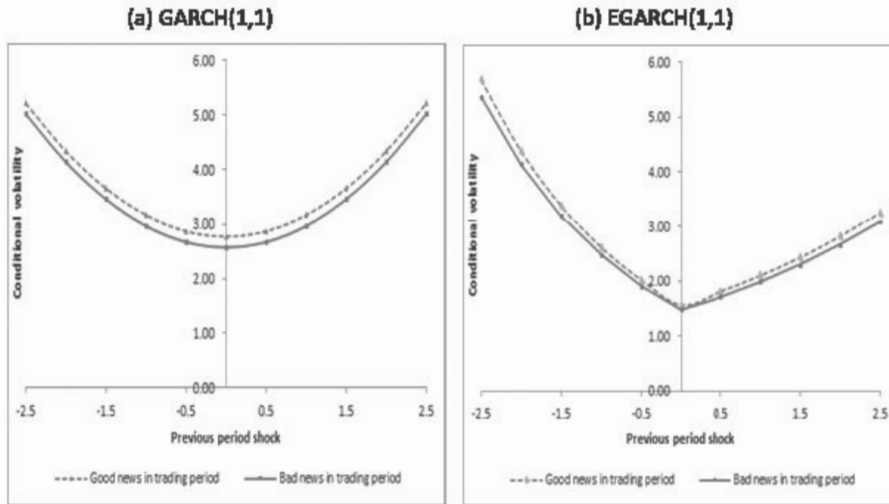 (a) GARCH(1,1)
(b) EGARCH(1,1)
6.00
5.00
4.00
3.00
2.00
1.00
0.00
Conditional volatility
-2.5 -1.5 -0.5 0.5 1.5 2.5
Previous period shock
Good news in trading period Bad news in trading period
6.00
5.00
4.00
3.00
2.00
1.00
0.00
Conditional volatility
-2.5 -1.5 -0.5 0.5 1.5 2.5
Previous period shock
Good news in trading period Bad news in trading period